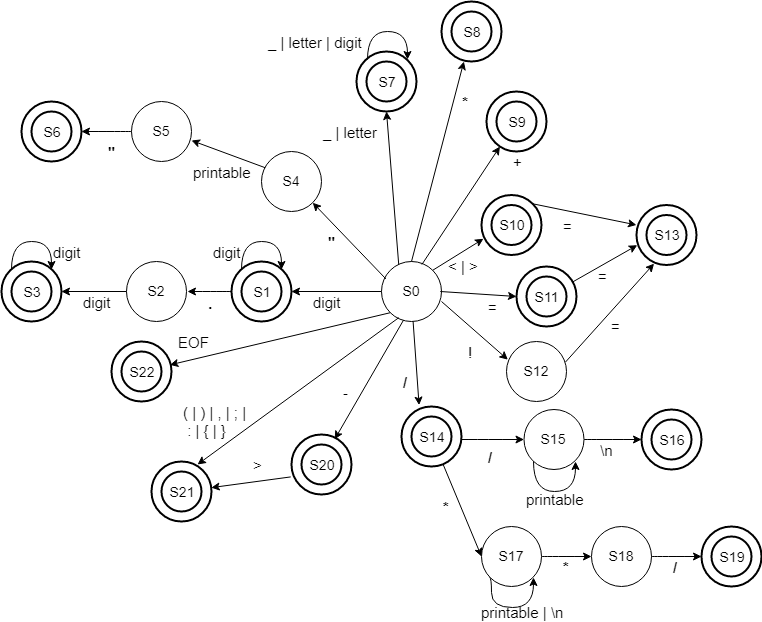 S8
_ | letter | digit
S7
*
S9
S6
S5
"
_ | letter
+
printable
S4
S10
=
S13
"
< | >
digit
digit
S3
S2
S1
S0
S11
=
digit
.
digit
=
EOF
!
=
S22
S12
-
/
( | ) | , | ; |
: | { | }
S14
S15
S16
/
\n
>
S20
S21
printable
*
S17
S18
S19
*
/
printable | \n